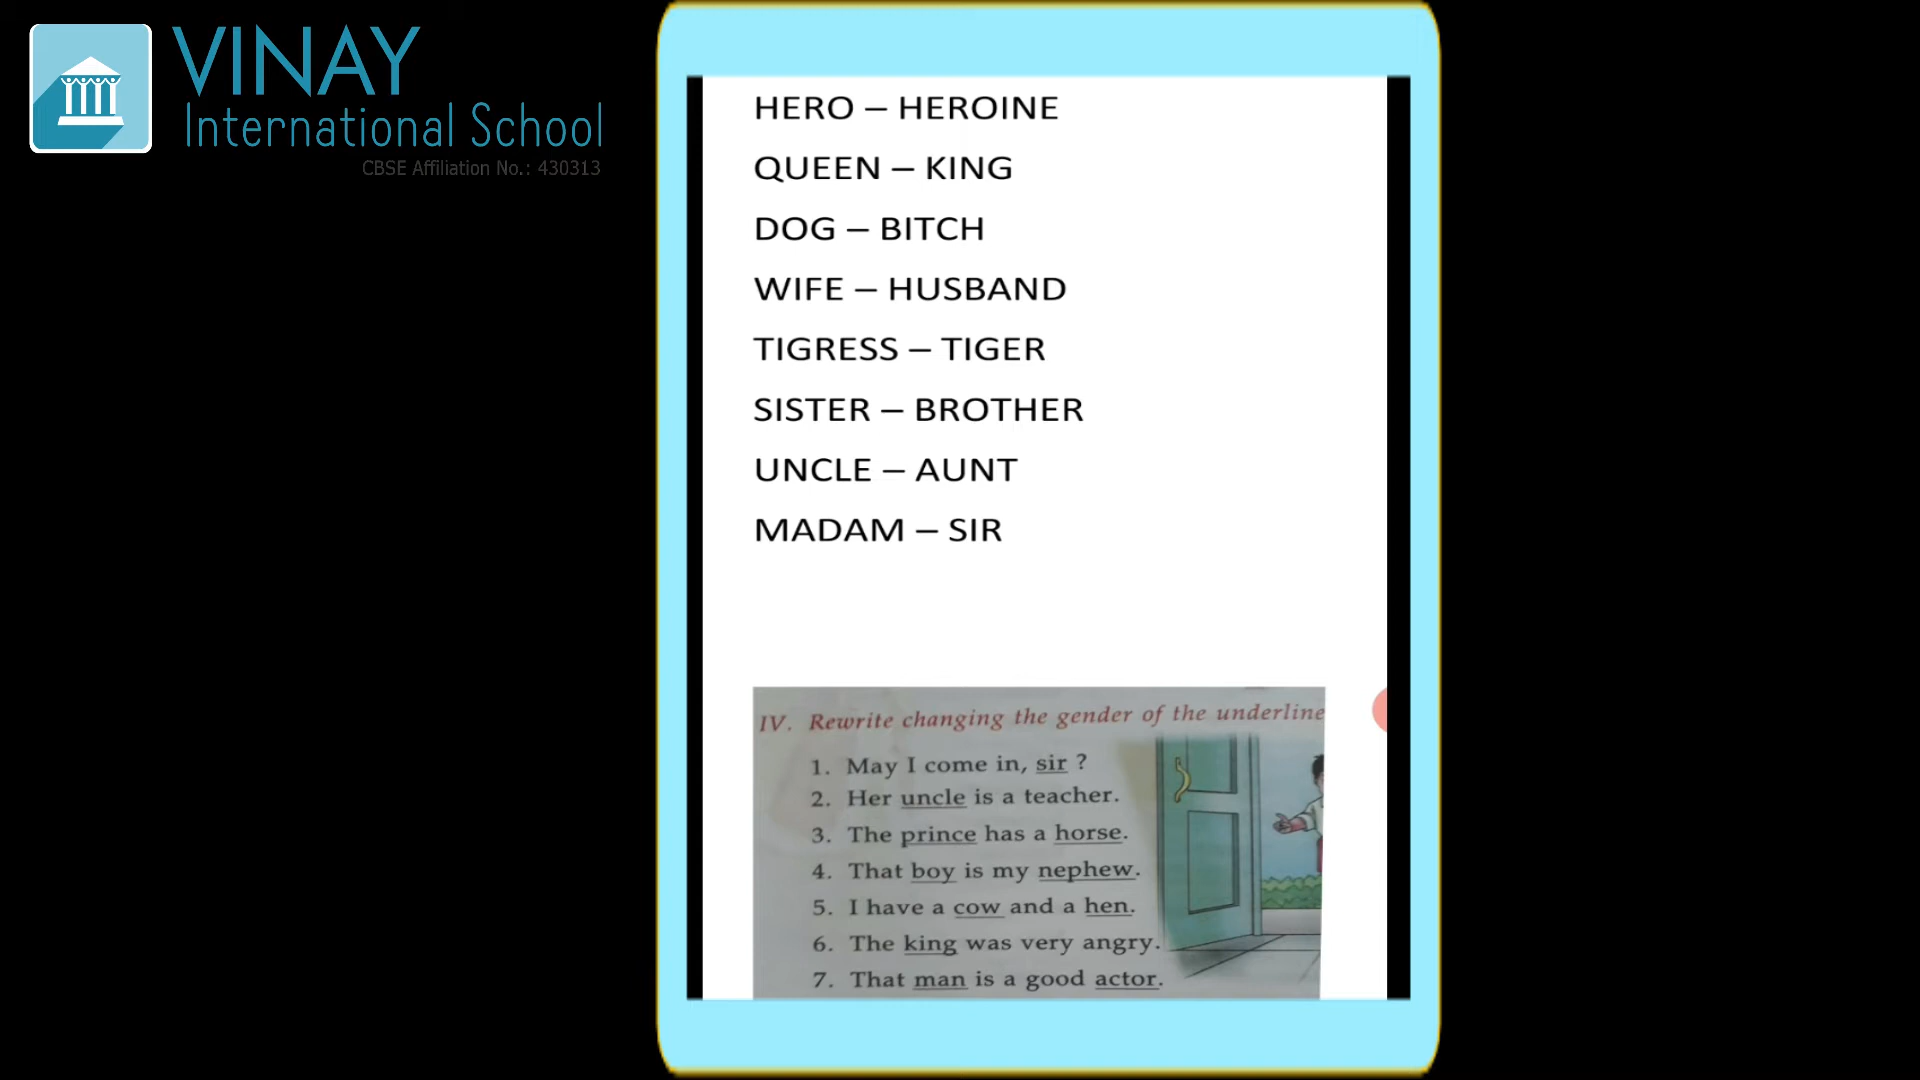 VINAY
International School
CBSE Affiliation No.: 430313
HERO – HEROINE
QUEEN – KING
DOG – BITCH
WIFE – HUSBAND
TIGRESS – TIGER
SISTER – BROTHER
UNCLE – AUNT
MADAM – SIR
IV. Rewrite changing the gender of the underline
1. May I come in, sir ?
2. Her uncle is a teacher.
3. The prince has a horse.
4. That boy is my nephew.
5. I have a cow and a hen.
6. The king was very angry.
7. That man is a good actor.